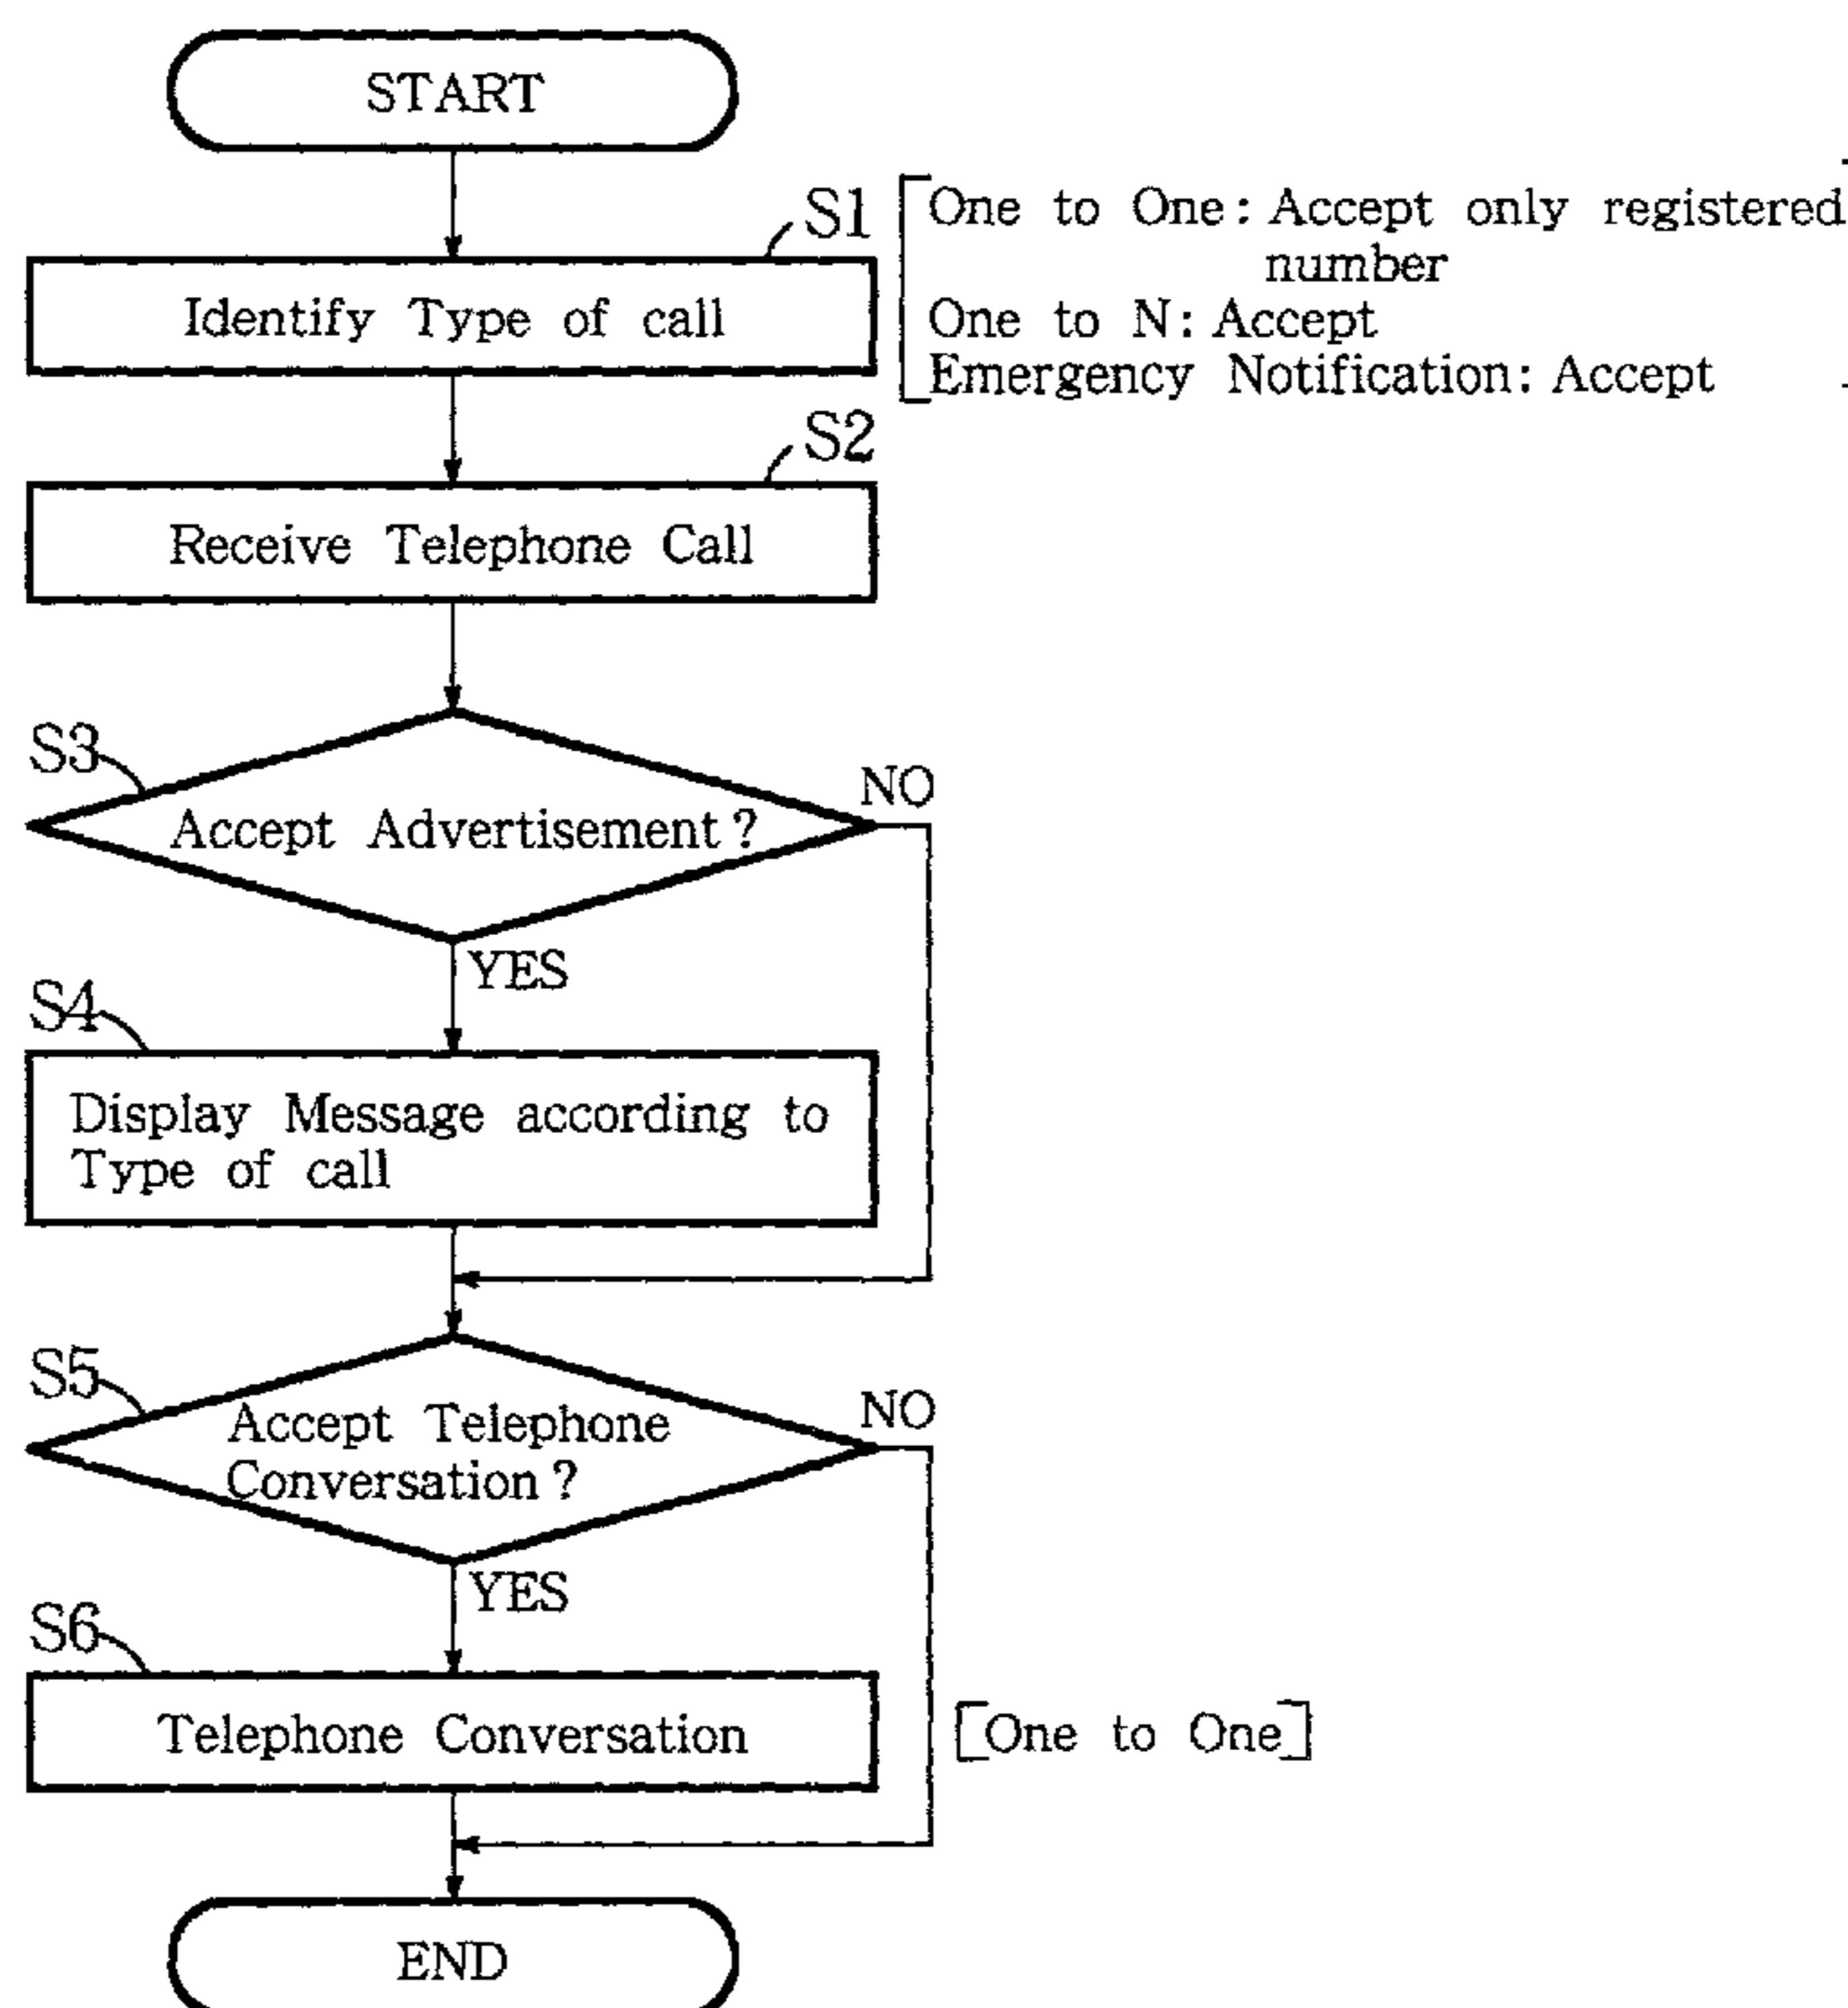 START
S1
One to One: Accept only registered
number
One to N: Accept
Emergency Notification: Accept
Identify Type of call
S2
Receive Telephone Call
S3
Accept Advertisement?
NO
YES
S4
Display Message according to
Type of call
S5
Accept Telephone
Conversation?
NO
YES
S6
Telephone Conversation
[One to One]
END